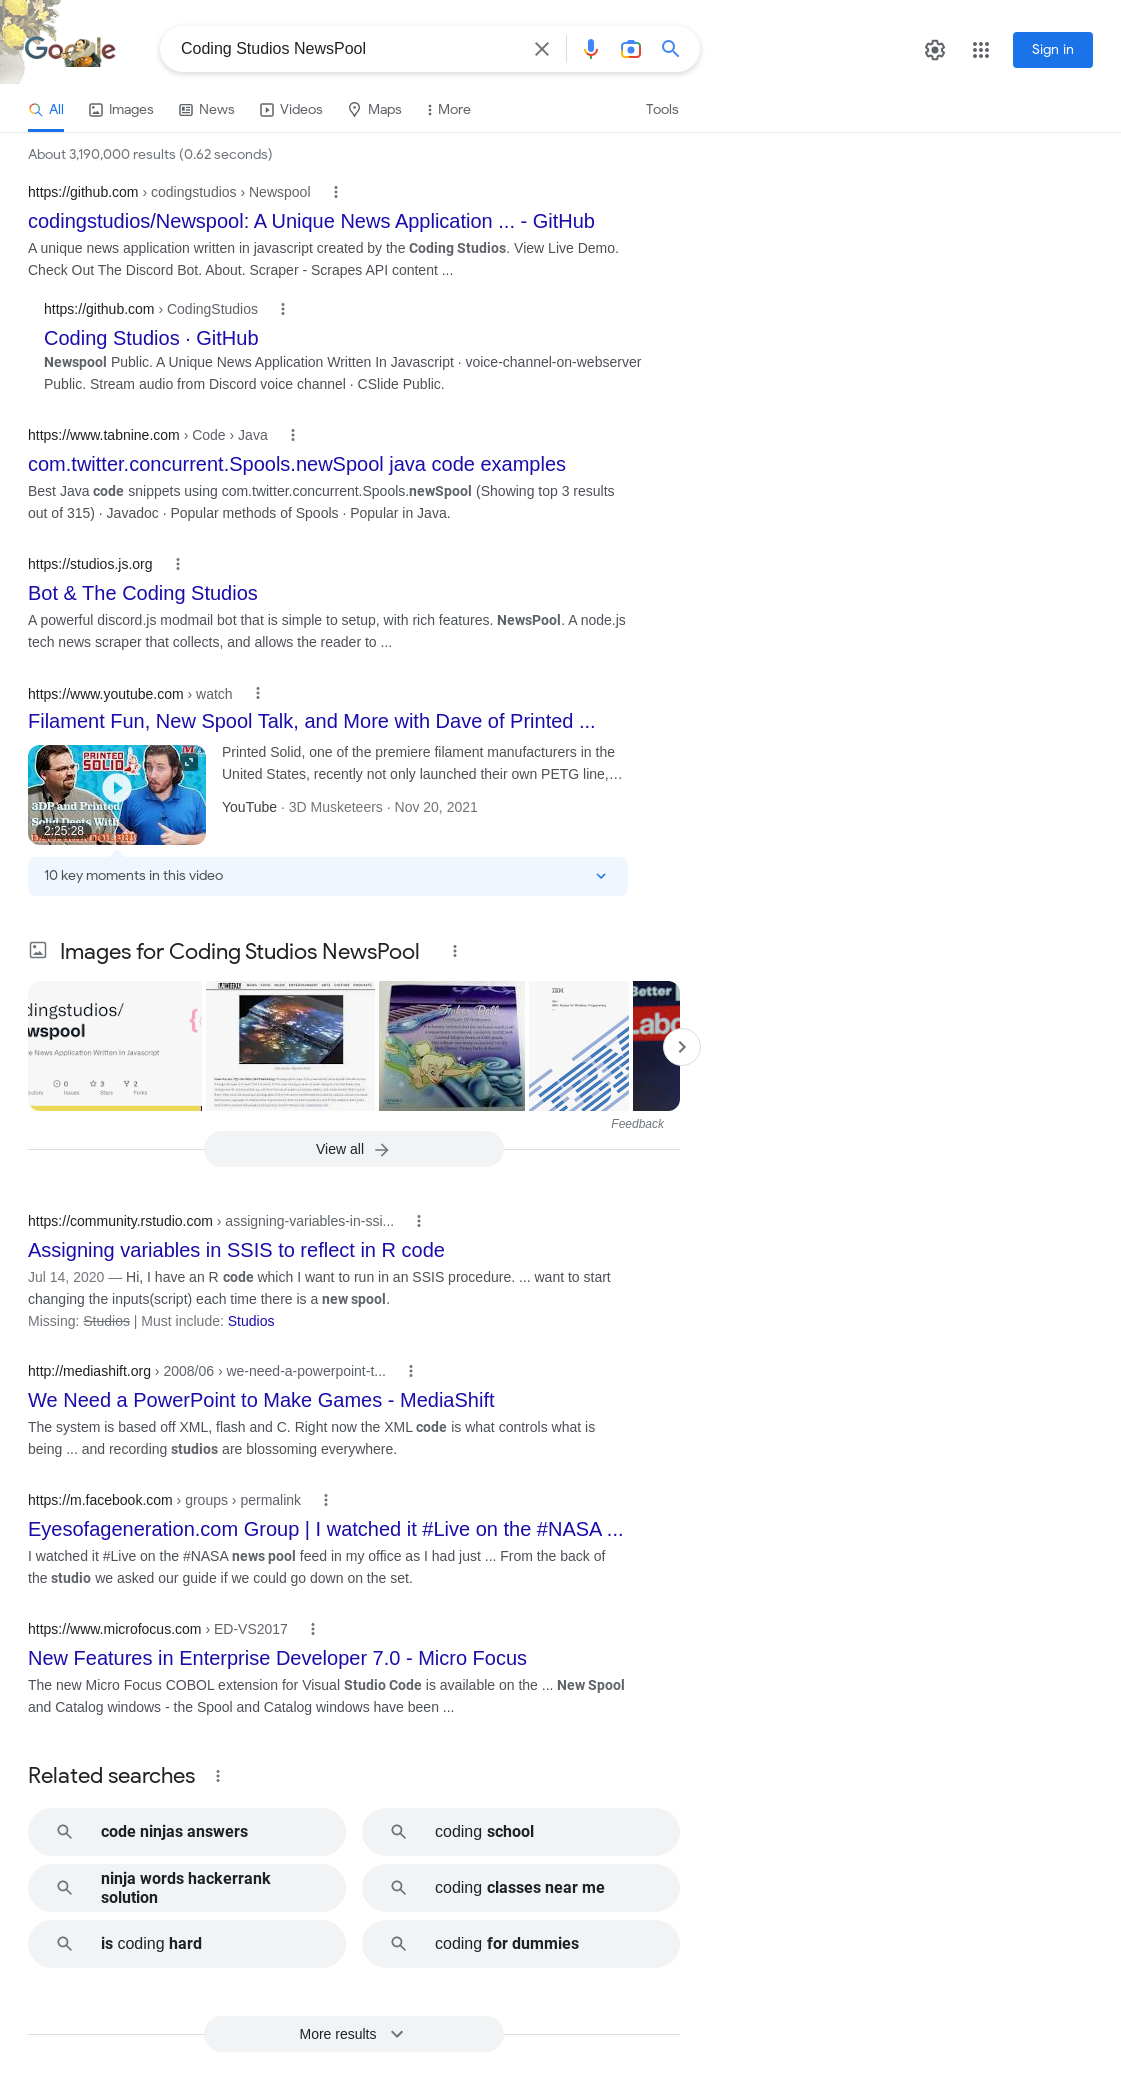 Google
Coding Studios NewsPool
Sign in
All
Images
News
Videos
Maps
More
Tools
About 3,190,000 results (0.62 seconds)
https://github.com › codingstudios › Newspool
codingstudios/Newspool: A Unique News Application ... - GitHub
A unique news application written in javascript created by the Coding Studios. View Live Demo.
Check Out The Discord Bot. About. Scraper - Scrapes API content ...
https://github.com › CodingStudios
Coding Studios · GitHub
Newspool Public. A Unique News Application Written In Javascript · voice-channel-on-webserver
Public. Stream audio from Discord voice channel · CSlide Public.
https://www.tabnine.com › Code › Java
com.twitter.concurrent.Spools.newSpool java code examples
Best Java code snippets using com.twitter.concurrent.Spools.newSpool (Showing top 3 results
out of 315) · Javadoc · Popular methods of Spools · Popular in Java.
https://studios.js.org
Bot & The Coding Studios
A powerful discord.js modmail bot that is simple to setup, with rich features. NewsPool. A node.js
tech news scraper that collects, and allows the reader to ...
https://www.youtube.com › watch
Filament Fun, New Spool Talk, and More with Dave of Printed ...
PRINTED
SOLID
3DP and Printed
Solid Deets With
2:25:28
Printed Solid, one of the premiere filament manufacturers in the
United States, recently not only launched their own PETG line,…
YouTube · 3D Musketeers · Nov 20, 2021
10 key moments in this video
Images for Coding Studios NewsPool
dingstudios/
wspool
e News Application Written In Javascript
0
3
2
utors
Issues
Stars
Forks
WEEKLY
NEWS FOOD MUSIC ENTERTAINMENT ARTS CULTURE PODCASTS
Tinker Bell
IBM
Better
Labo
Feedback
View all
https://community.rstudio.com › assigning-variables-in-ssi...
Assigning variables in SSIS to reflect in R code
Jul 14, 2020 — Hi, I have an R code which I want to run in an SSIS procedure. ... want to start
changing the inputs(script) each time there is a new spool.
Missing: Studios | Must include: Studios
http://mediashift.org › 2008/06 › we-need-a-powerpoint-t...
We Need a PowerPoint to Make Games - MediaShift
The system is based off XML, flash and C. Right now the XML code is what controls what is
being ... and recording studios are blossoming everywhere.
https://m.facebook.com › groups › permalink
Eyesofageneration.com Group | I watched it #Live on the #NASA ...
I watched it #Live on the #NASA news pool feed in my office as I had just ... From the back of
the studio we asked our guide if we could go down on the set.
https://www.microfocus.com › ED-VS2017
New Features in Enterprise Developer 7.0 - Micro Focus
The new Micro Focus COBOL extension for Visual Studio Code is available on the ... New Spool
and Catalog windows - the Spool and Catalog windows have been ...
Related searches
code ninjas answers
coding school
ninja words hackerrank
solution
coding classes near me
is coding hard
coding for dummies
More results